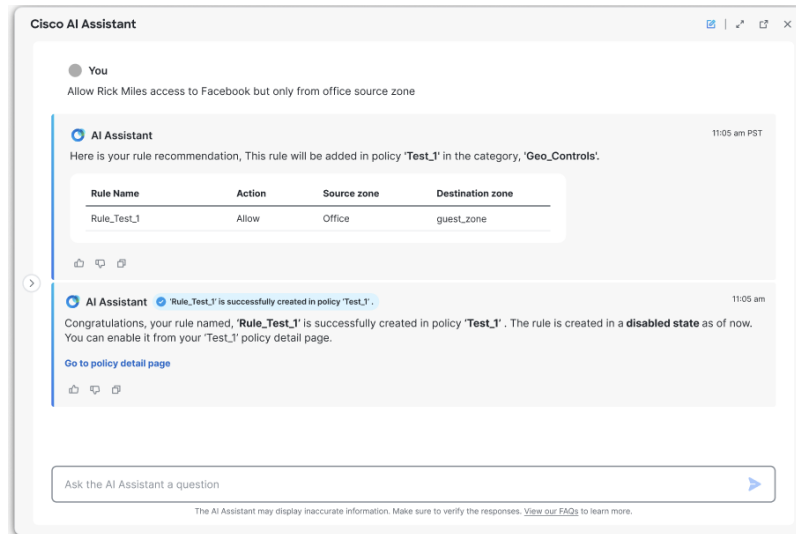 Cisco AI Assistant
You
Allow Rick Miles access to Facebook but only from office source zone
AI Assistant
11:05 am PST
Here is your rule recommendation, This rule will be added in policy 'Test_1' in the category, 'Geo_Controls'.
Rule Name Action Source zone Destination zone
Rule_Test_1 Allow Office guest_zone
AI Assistant 'Rule_Test_1' is successfully created in policy 'Test_1' .
11:05 am
Congratulations, your rule named, 'Rule_Test_1' is successfully created in policy 'Test_1' . The rule is created in a disabled state as of now.
You can enable it from your 'Test_1' policy detail page.
Go to policy detail page
Ask the AI Assistant a question
The AI Assistant may display inaccurate information. Make sure to verify the responses. View our FAQs to learn more.